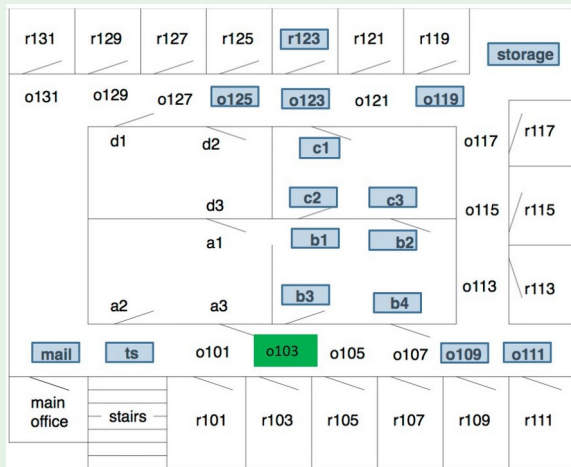 r131 r129 r127 r125 r123 r121 r119
storage
o131 o129 o127 o125 o123 o121 o119
d1 d2 c1 o117 r117
d3 c2 c3 o115 r115
a1 b1 b2
a2 a3 b3 b4 o113 r113
mail ts o101 o103 o105 o107 o109 o111
main
office
stairs r101 r103 r105 r107 r109 r111